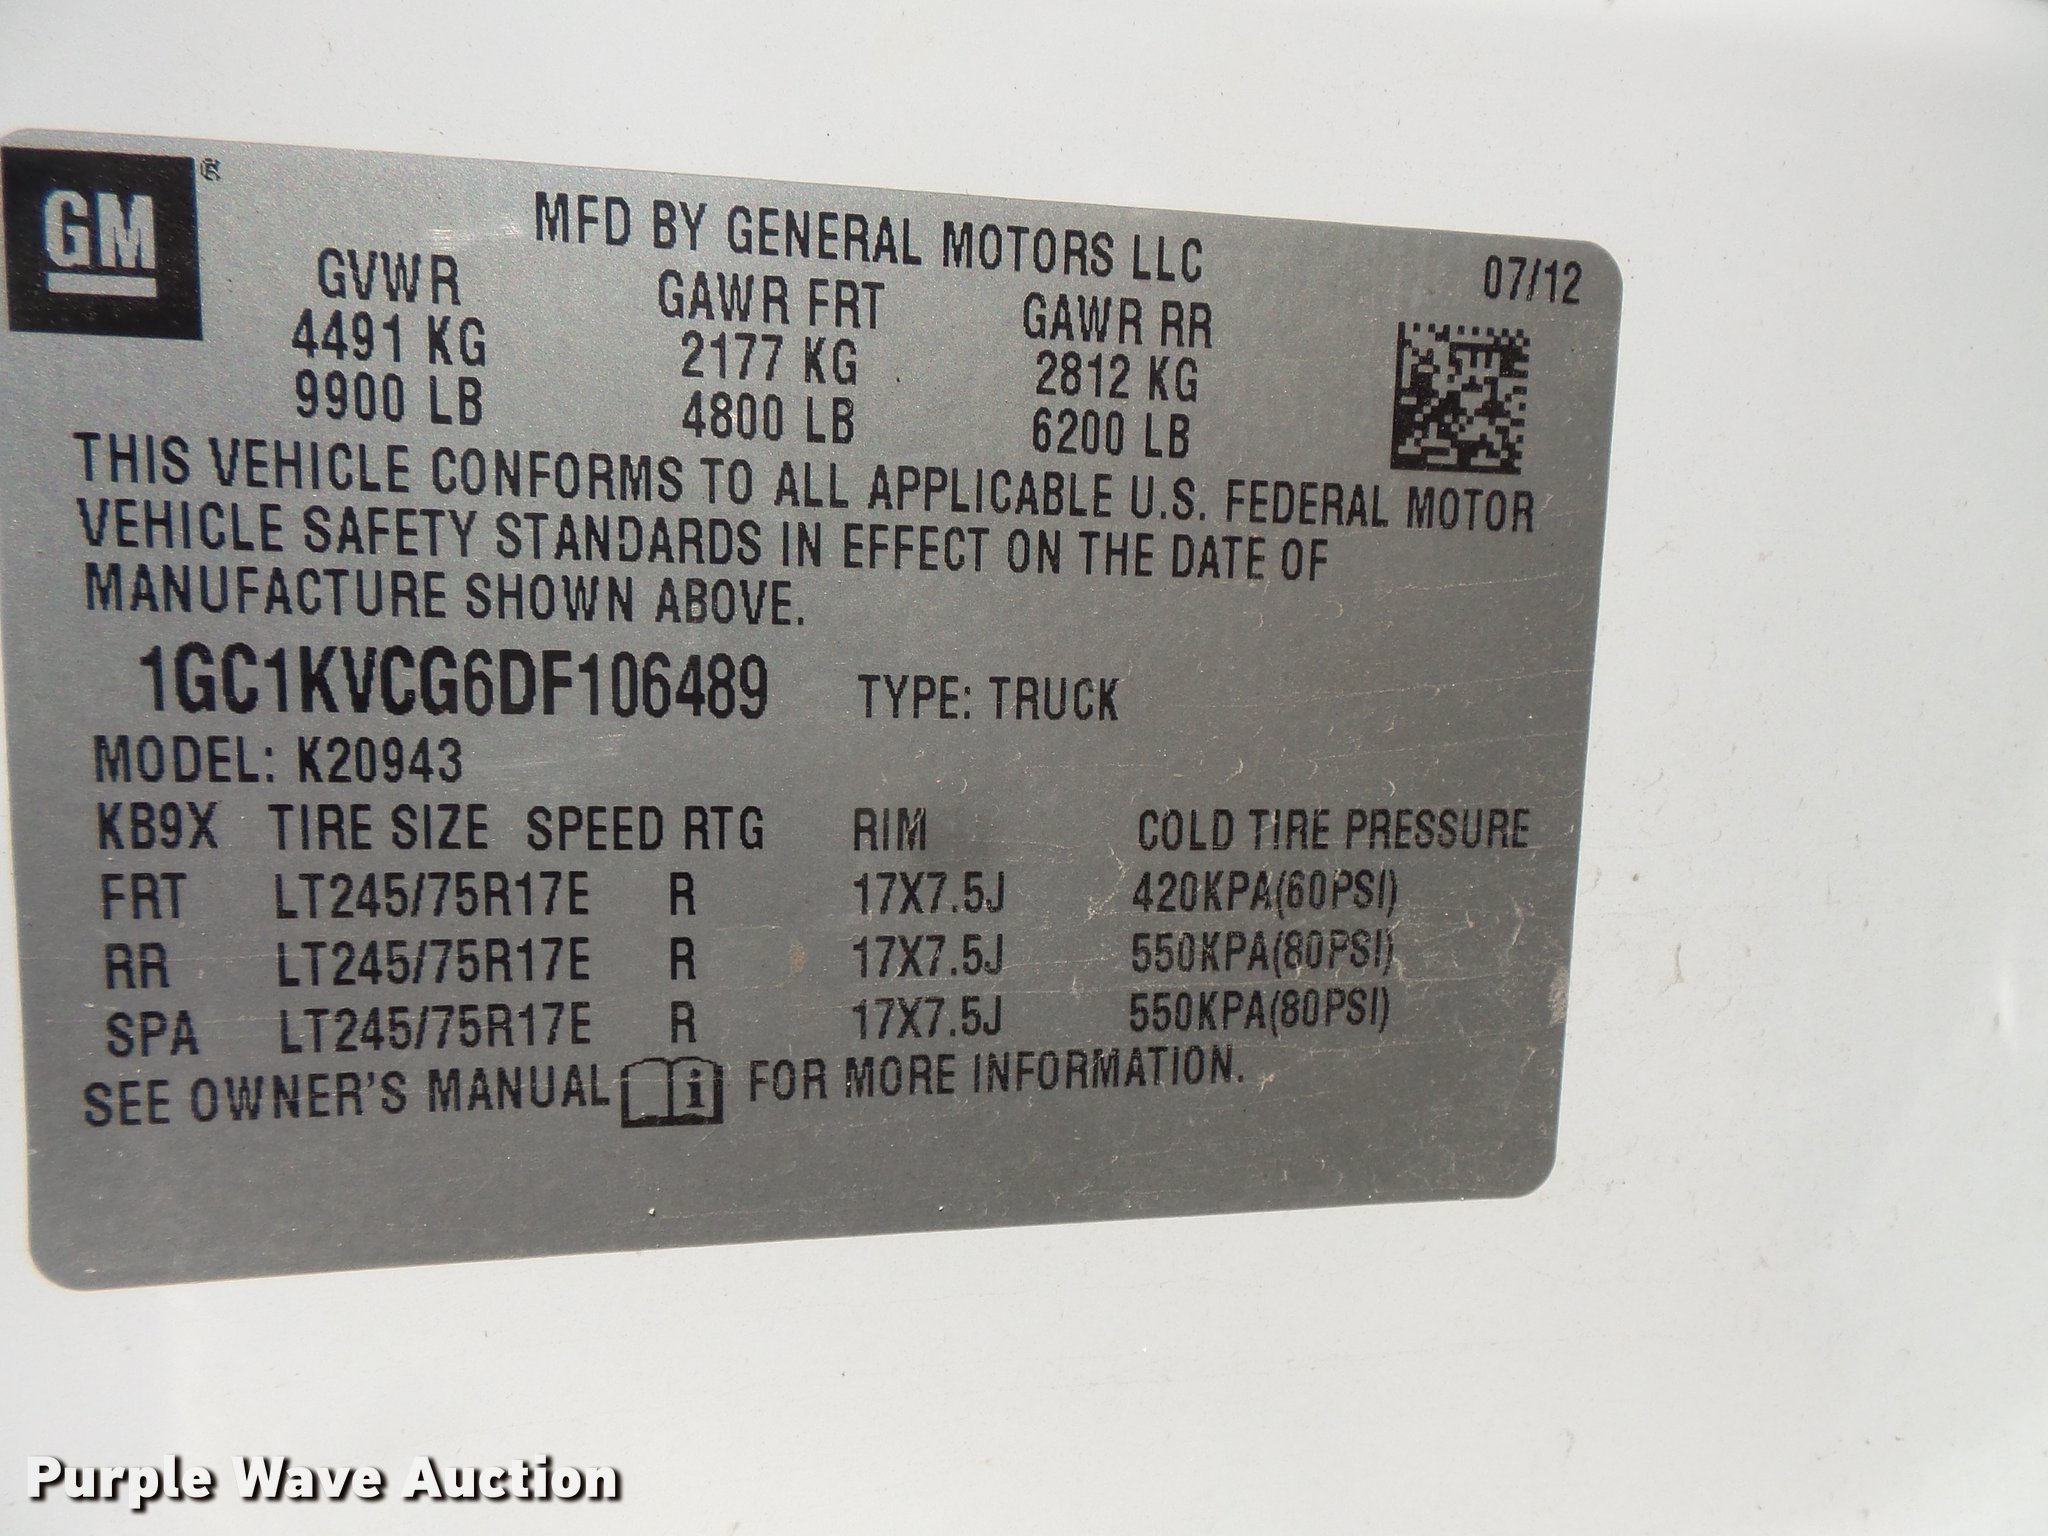 GM ®
MFD BY GENERAL MOTORS LLC 07/12
GVWR GAWR FRT GAWR RR
4491 KG 2177 KG 2812 KG
9900 LB 4800 LB 6200 LB
THIS VEHICLE CONFORMS TO ALL APPLICABLE U.S. FEDERAL MOTOR
VEHICLE SAFETY STANDARDS IN EFFECT ON THE DATE OF
MANUFACTURE SHOWN ABOVE.
1GC1KVCG6DF106489 TYPE: TRUCK
MODEL: K20943
KB9X TIRE SIZE SPEED RTG RIM COLD TIRE PRESSURE
FRT LT245/75R17E R 17X7.5J 420KPA(60PSI)
RR LT245/75R17E R 17X7.5J 550KPA(80PSI)
SPA LT245/75R17E R 17X7.5J 550KPA(80PSI)
SEE OWNER'S MANUAL i FOR MORE INFORMATION.
Purple Wave Auction